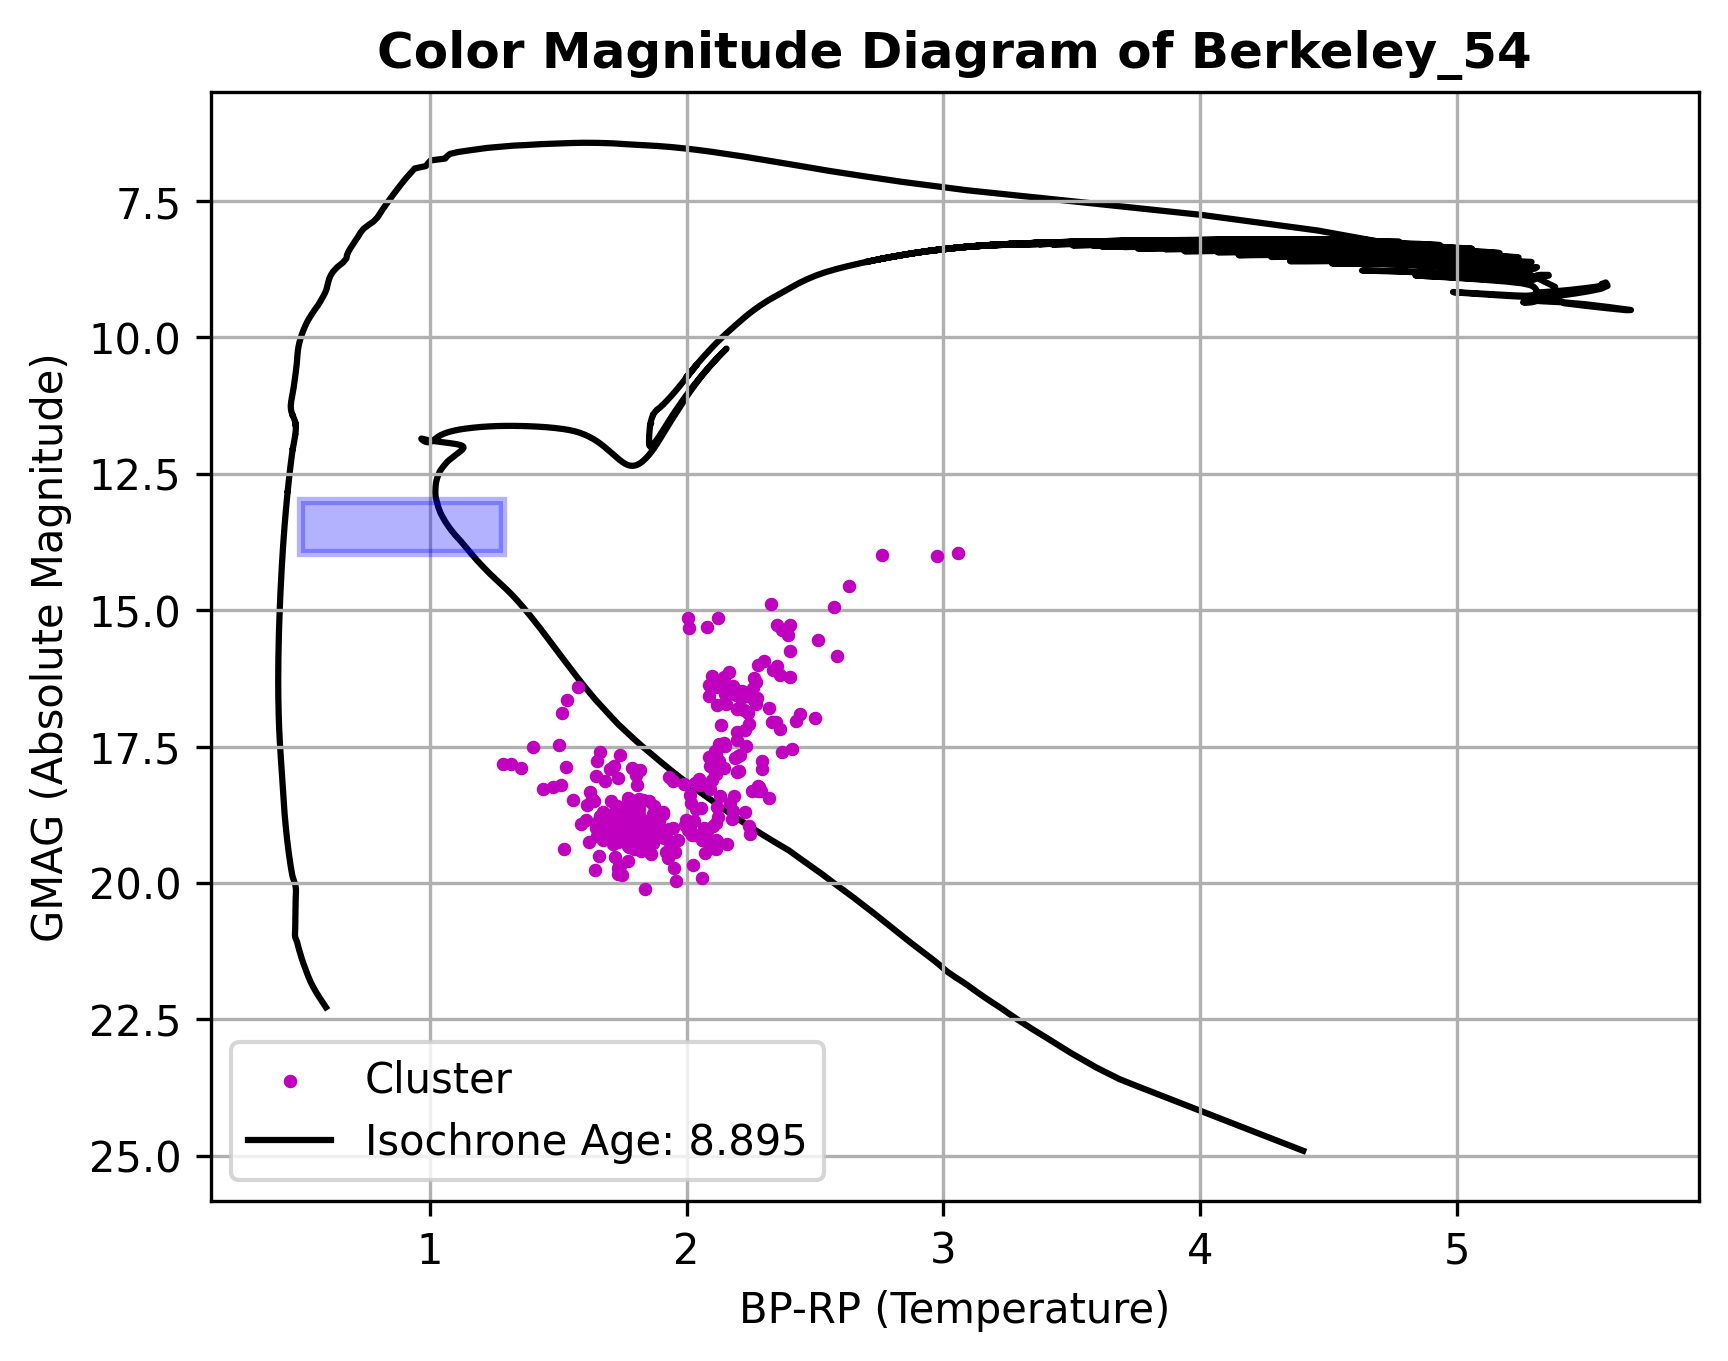 Color Magnitude Diagram of Berkeley_54
GMAG (Absolute Magnitude)
7.5
10.0
12.5
15.0
17.5
20.0
22.5
25.0
Cluster
Isochrone Age: 8.895
1 2 3 4 5
BP-RP (Temperature)